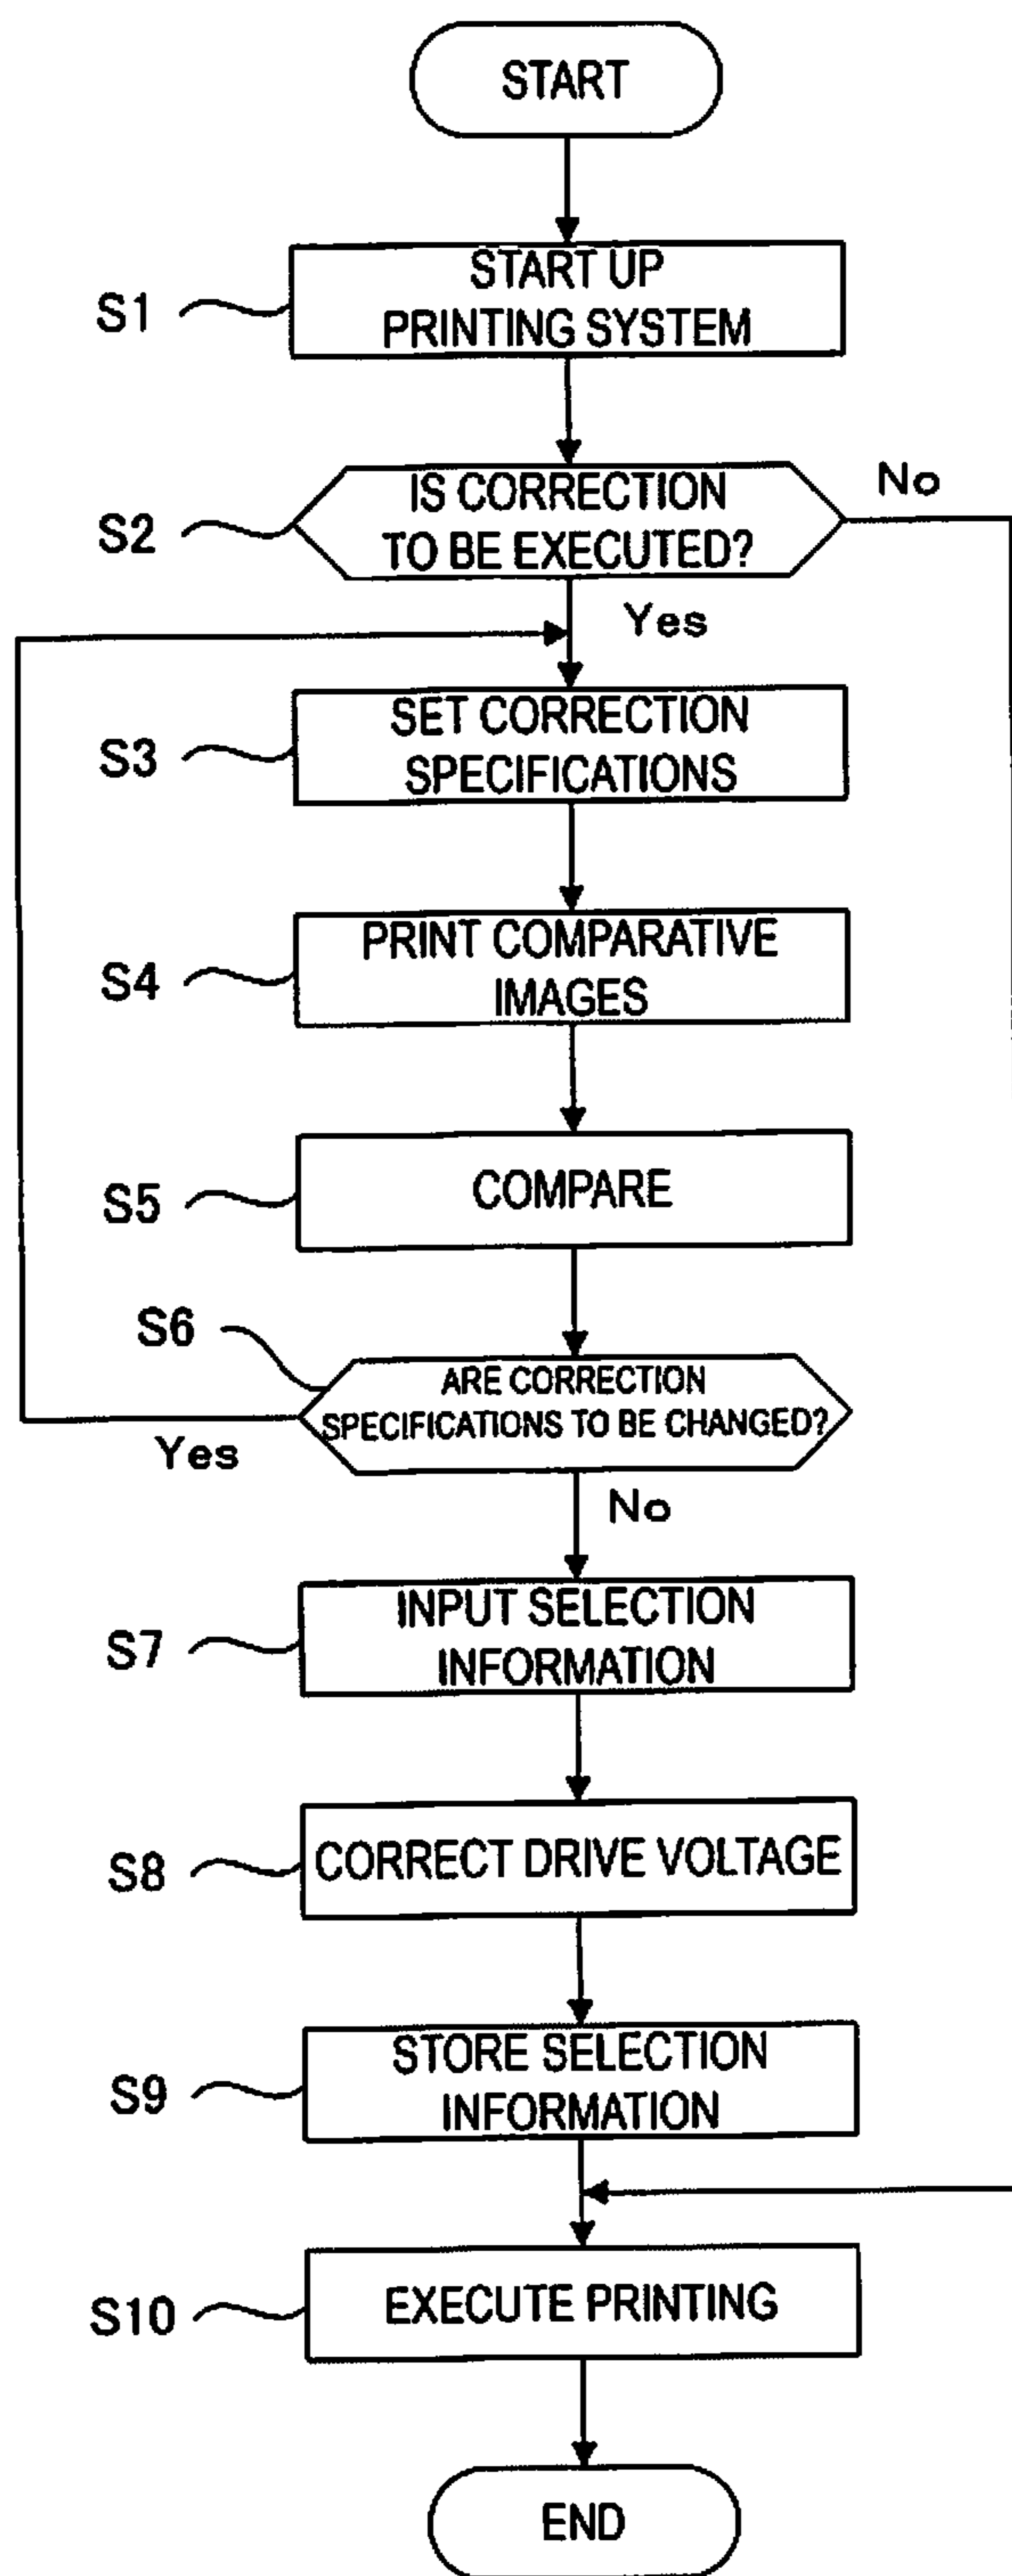 START
START UP
PRINTING SYSTEM
S1
IS CORRECTION
TO BE EXECUTED?
No
S2
Yes
SET CORRECTION
SPECIFICATIONS
S3
PRINT COMPARATIVE
IMAGES
S4
COMPARE
S5
S6
ARE CORRECTION
SPECIFICATIONS TO BE CHANGED?
Yes
No
INPUT SELECTION
INFORMATION
S7
CORRECT DRIVE VOLTAGE
S8
STORE SELECTION
INFORMATION
S9
EXECUTE PRINTING
S10
END